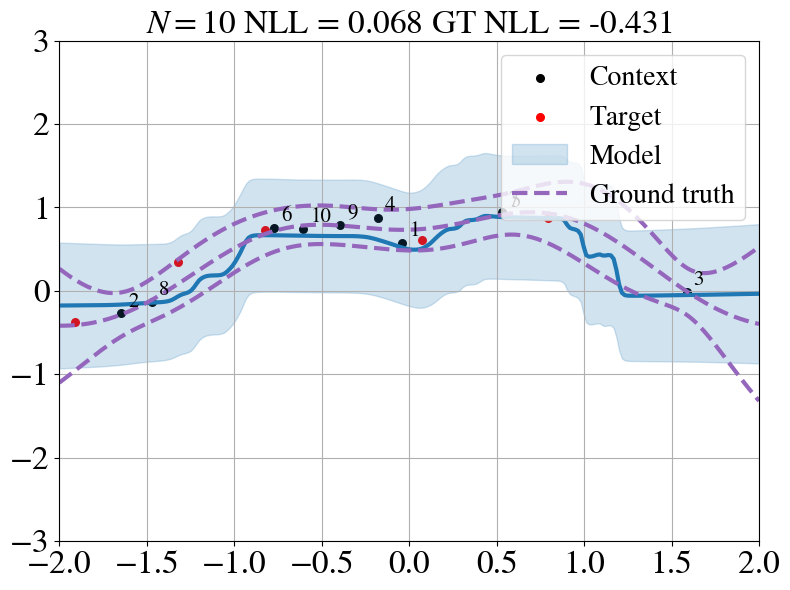 N = 10 NLL = 0.068 GT NLL = -0.431
3
2
1
0
−1
−2
−3
−2.0 −1.5 −1.0 −0.5 0.0 0.5 1.0 1.5 2.0
Context
Target
Model
Ground truth
2
8
6
10
9
4
1
3